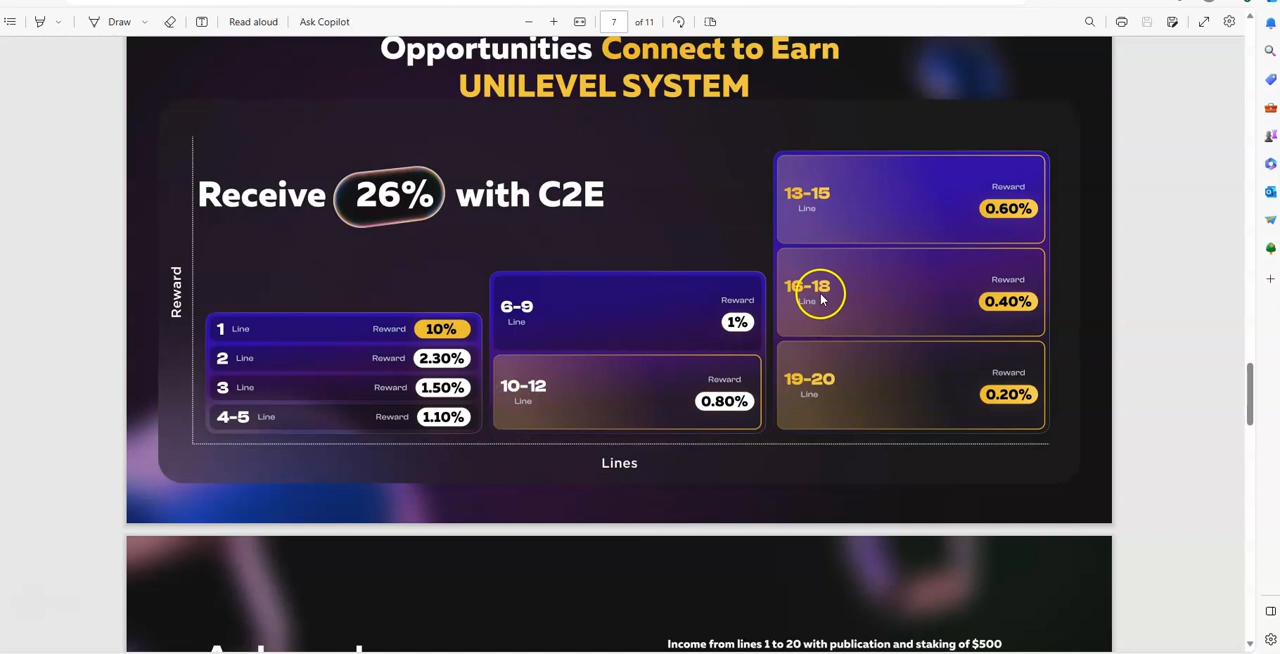 Draw
Read aloud
Ask Copilot
7
of 11
Opportunities Connect to Earn
UNILEVEL SYSTEM
Receive 26% with C2E
Reward
1 Line Reward 10%
2 Line Reward 2.30%
3 Line Reward 1.50%
4-5 Line Reward 1.10%
6-9
Line
Reward
1%
10-12
Line
Reward
0.80%
13-15
Line
Reward
0.60%
16-18
Line
Reward
0.40%
19-20
Line
Reward
0.20%
Lines
Income from lines 1 to 20 with publication and staking of $500